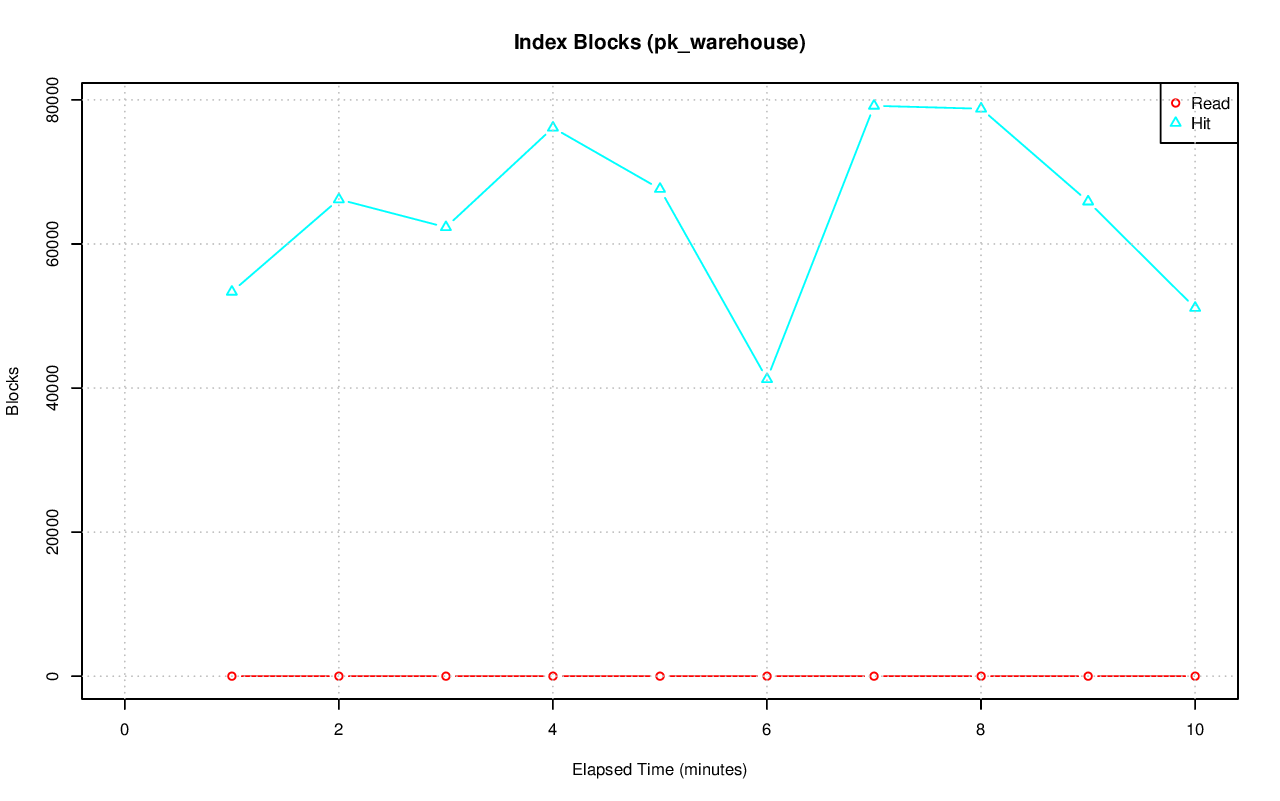 Index Blocks (pk_warehouse)
Read
Hit
80000
60000
40000
20000
0
Blocks
0 2 4 6 8 10
Elapsed Time (minutes)